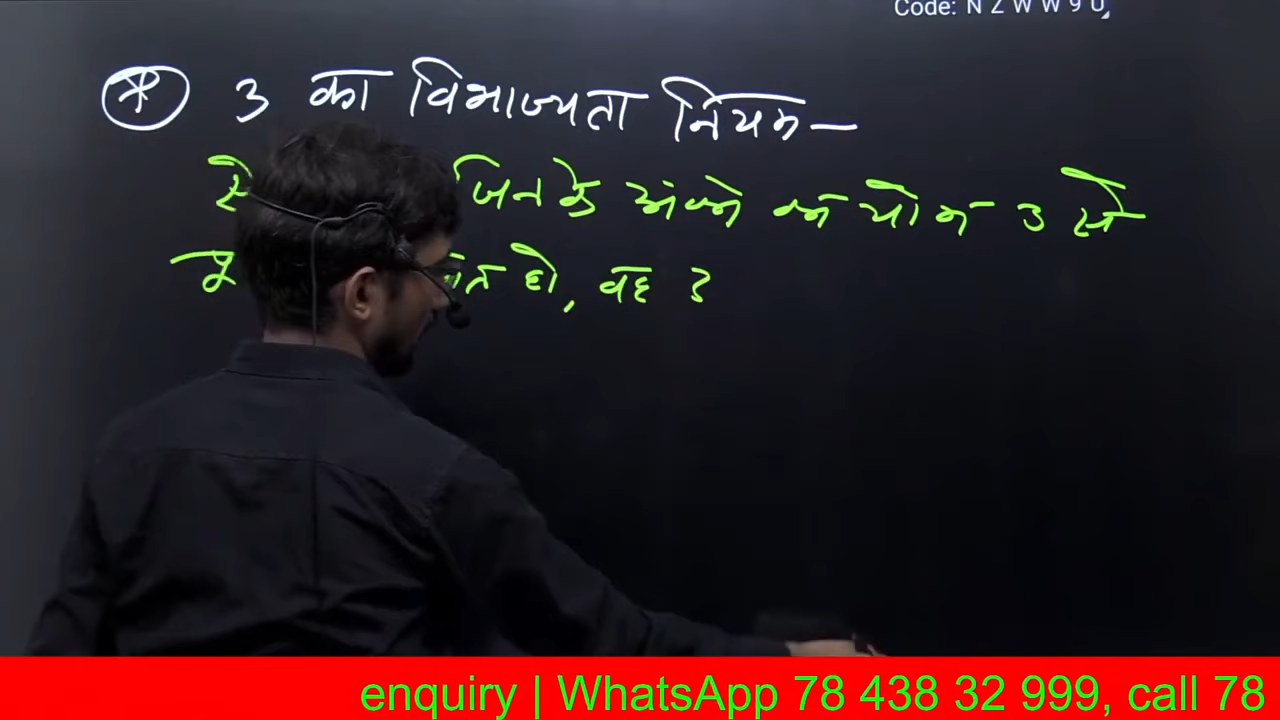 Code: N Z W W 9 U
* 3 का विभाज्यता नियम—
जिनके अंको का योग 3 से
हो, वह 3
enquiry | WhatsApp 78 438 32 999, call 78